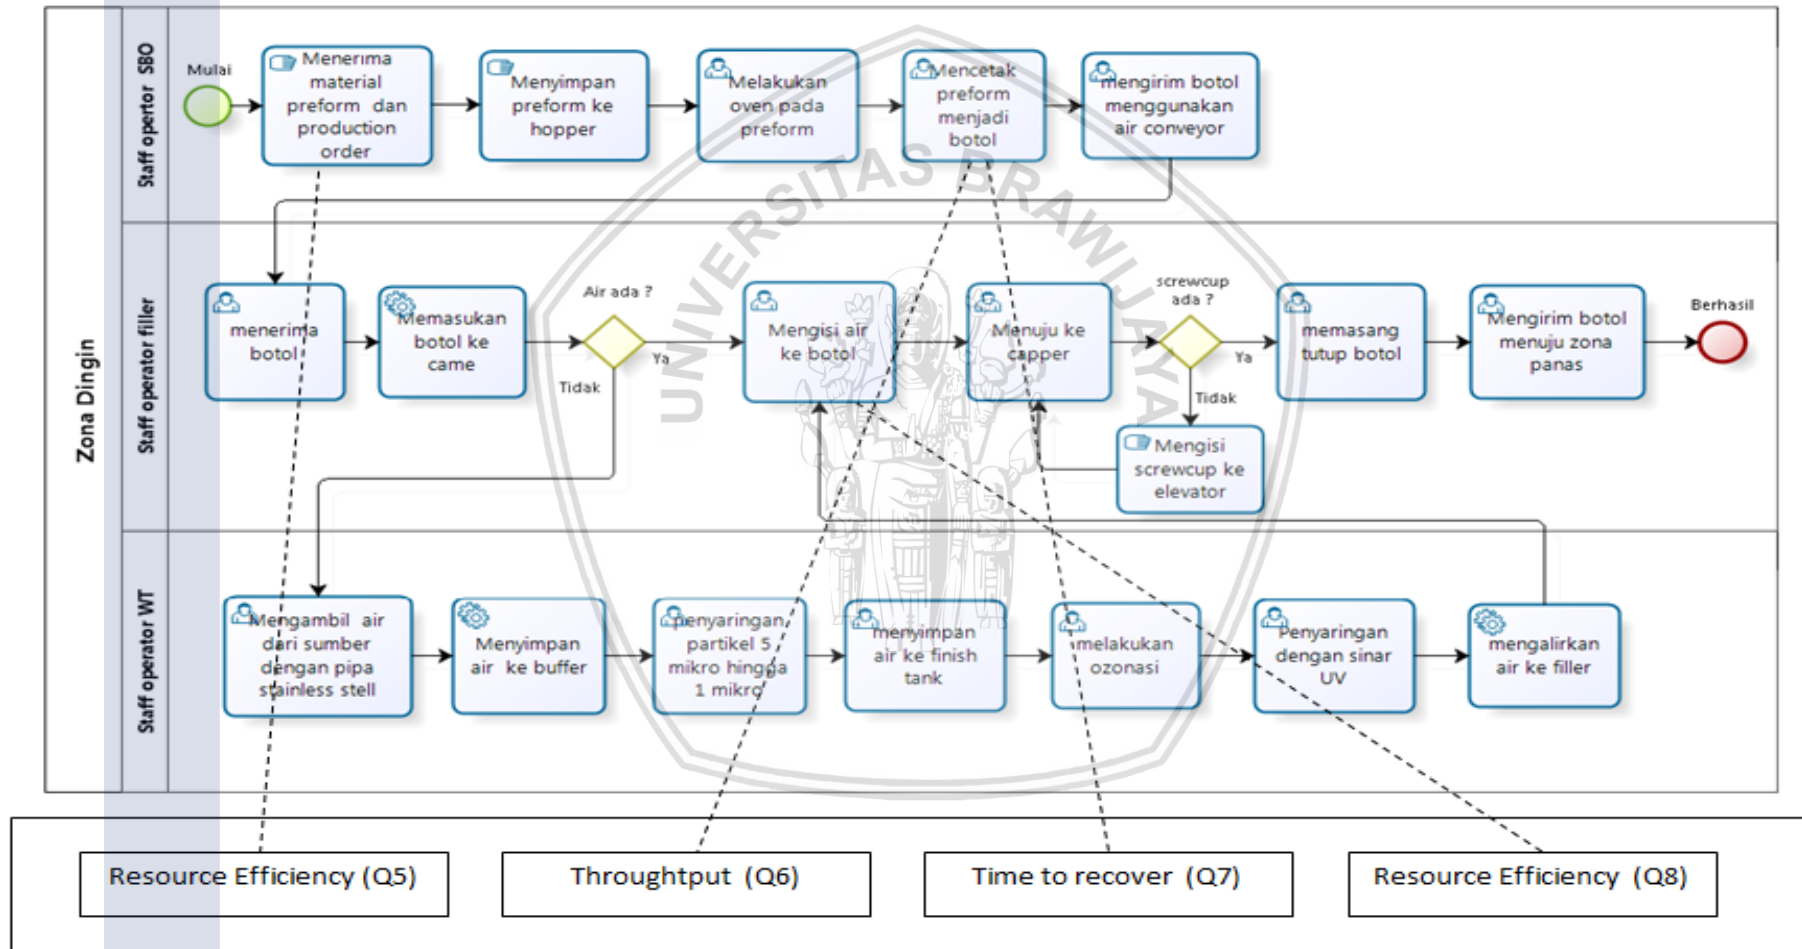 Zona Dingin
Staff opertor SBO
Mulai
Menerima
material
preform dan
production
order
Menyimpan
preform ke
hopper
Melakukan
oven pada
preform
Mencetak
preform
menjadi
botol
mengirim botol
menggunakan
air conveyor
UNIVERSITAS BRAWIJAYA
Staff operator filler
menerima
botol
Memasukan
botol ke
came
Air ada ?
Ya
Tidak
Mengisi air
ke botol
Menuju ke
capper
screwcup
ada ?
Ya
Tidak
Mengisi
screwcup ke
elevator
memasang
tutup botol
Mengirim botol
menuju zona
panas
Berhasil
Staff operator WT
Mengambil air
dari sumber
dengan pipa
stainless stell
Menyimpan
air ke buffer
penyaringan
partikel 5
mikro hingga
1 mikro
menyimpan
air ke finish
tank
melakukan
ozonasi
Penyaringan
dengan sinar
UV
mengalirkan
air ke filler
Resource Efficiency (Q5)
Throughtput (Q6)
Time to recover (Q7)
Resource Efficiency (Q8)